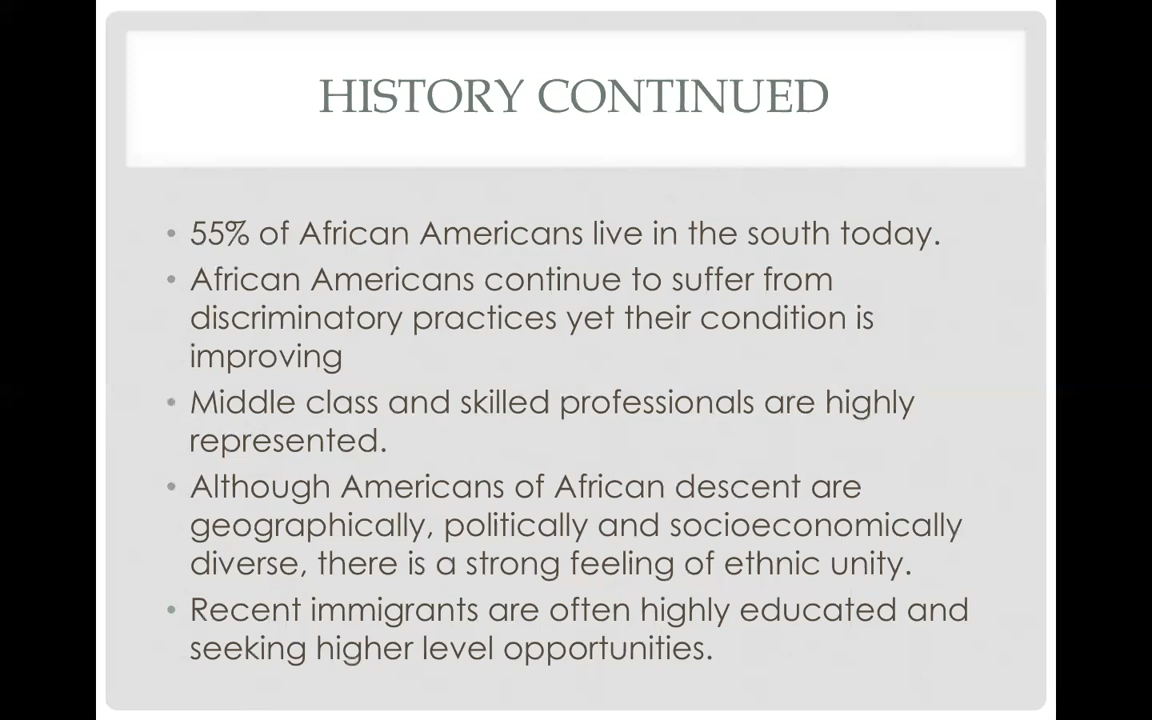 HISTORY CONTINUED
• 55% of African Americans live in the south today.
• African Americans continue to suffer from
discriminatory practices yet their condition is
improving
• Middle class and skilled professionals are highly
represented.
• Although Americans of African descent are
geographically, politically and socioeconomically
diverse, there is a strong feeling of ethnic unity.
• Recent immigrants are often highly educated and
seeking higher level opportunities.